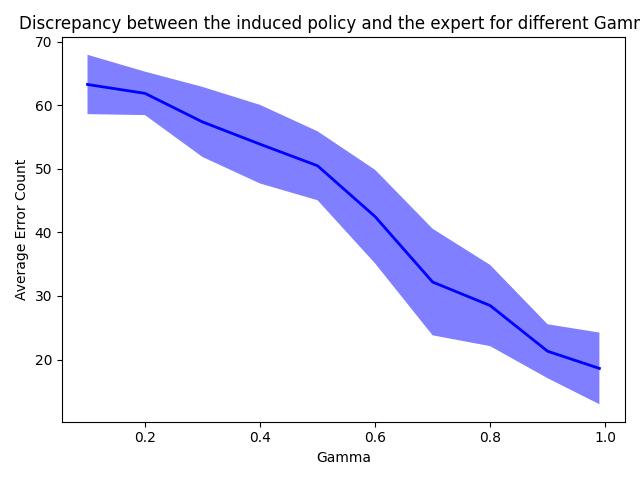 Discrepancy between the induced policy and the expert for different Gamm
70
60
50
40
30
20
Average Error Count
0.2 0.4 0.6 0.8 1.0
Gamma